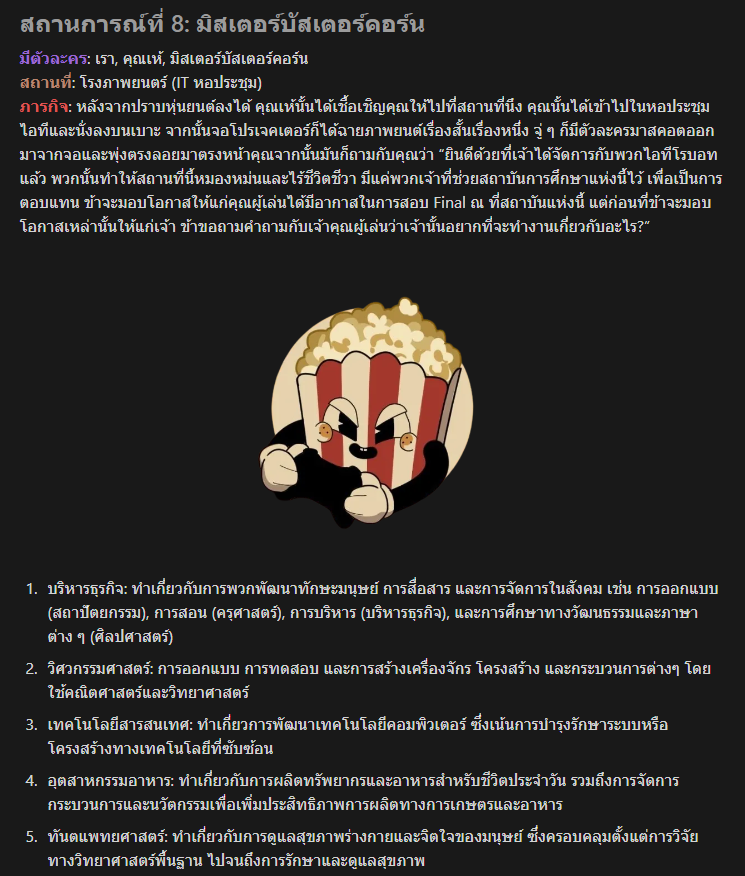 สถานการณ์ที่ 8: มิสเตอร์บัสเตอร์คอร์น
มีตัวละคร: เรา, คุณเห้, มิสเตอร์บัสเตอร์คอร์น
สถานที่: โรงภาพยนตร์ (IT หอประชุม)
ภารกิจ: หลังจากปราบหุ่นยนต์ลงได้ คุณเห้นั้นได้เชื้อเชิญคุณให้ไปที่สถานที่นึง คุณนั้นได้เข้าไปในหอประชุม
ไอทีและนั่งลงบนเบาะ จากนั้นจอโปรเจคเตอร์ก็ได้ฉายภาพยนต์เรื่องสั้นเรื่องหนึ่ง จู่ ๆ ก็มีตัวละครมาสคอตออก
มาจากจอและพุ่งตรงลอยมาตรงหน้าคุณจากนั้นมันก็ถามกับคุณว่า “ยินดีด้วยที่เจ้าได้จัดการกับพวกไอทีโรบอท
แล้ว พวกนั้นทำให้สถานที่นี้หมองหม่นและไร้ชีวิตชีวา มีแค่พวกเจ้าที่ช่วยสถาบันการศึกษาแห่งนี้ไว้ เพื่อเป็นการ
ตอบแทน ข้าจะมอบโอกาสให้แก่คุณผู้เล่นได้มีอากาสในการสอบ Final ณ ที่สถาบันแห่งนี้ แต่ก่อนที่ข้าจะมอบ
โอกาสเหล่านั้นให้แก่เจ้า ข้าขอถามคำถามกับเจ้าคุณผู้เล่นว่าเจ้านั้นอยากที่จะทำงานเกี่ยวกับอะไร?”
1. บริหารธุรกิจ: ทำเกี่ยวกับการพวกพัฒนาทักษะมนุษย์ การสื่อสาร และการจัดการในสังคม เช่น การออกแบบ
(สถาปัตยกรรม), การสอน (ครุศาสตร์), การบริหาร (บริหารธุรกิจ), และการศึกษาทางวัฒนธรรมและภาษา
ต่าง ๆ (ศิลปศาสตร์)
2. วิศวกรรมศาสตร์: การออกแบบ การทดสอบ และการสร้างเครื่องจักร โครงสร้าง และกระบวนการต่างๆ โดย
ใช้คณิตศาสตร์และวิทยาศาสตร์
3. เทคโนโลยีสารสนเทศ: ทำเกี่ยวการพัฒนาเทคโนโลยีคอมพิวเตอร์ ซึ่งเน้นการบำรุงรักษาระบบหรือ
โครงสร้างทางเทคโนโลยีที่ซับซ้อน
4. อุตสาหกรรมอาหาร: ทำเกี่ยวกับการผลิตทรัพยากรและอาหารสำหรับชีวิตประจำวัน รวมถึงการจัดการ
กระบวนการและนวัตกรรมเพื่อเพิ่มประสิทธิภาพการผลิตทางการเกษตรและอาหาร
5. ทันตแพทยศาสตร์: ทำเกี่ยวกับการดูแลสุขภาพร่างกายและจิตใจของมนุษย์ ซึ่งครอบคลุมตั้งแต่การวิจัย
ทางวิทยาศาสตร์พื้นฐาน ไปจนถึงการรักษาและดูแลสุขภาพ